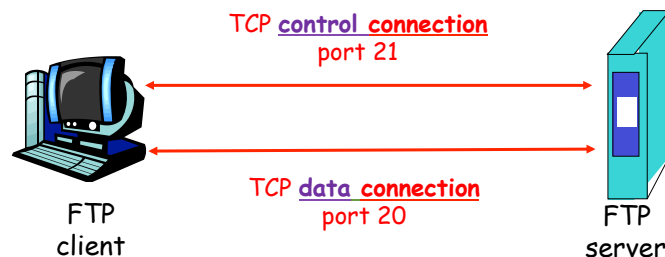 TCP control connection
port 21
TCP data connection
port 20
FTP
client
FTP
server